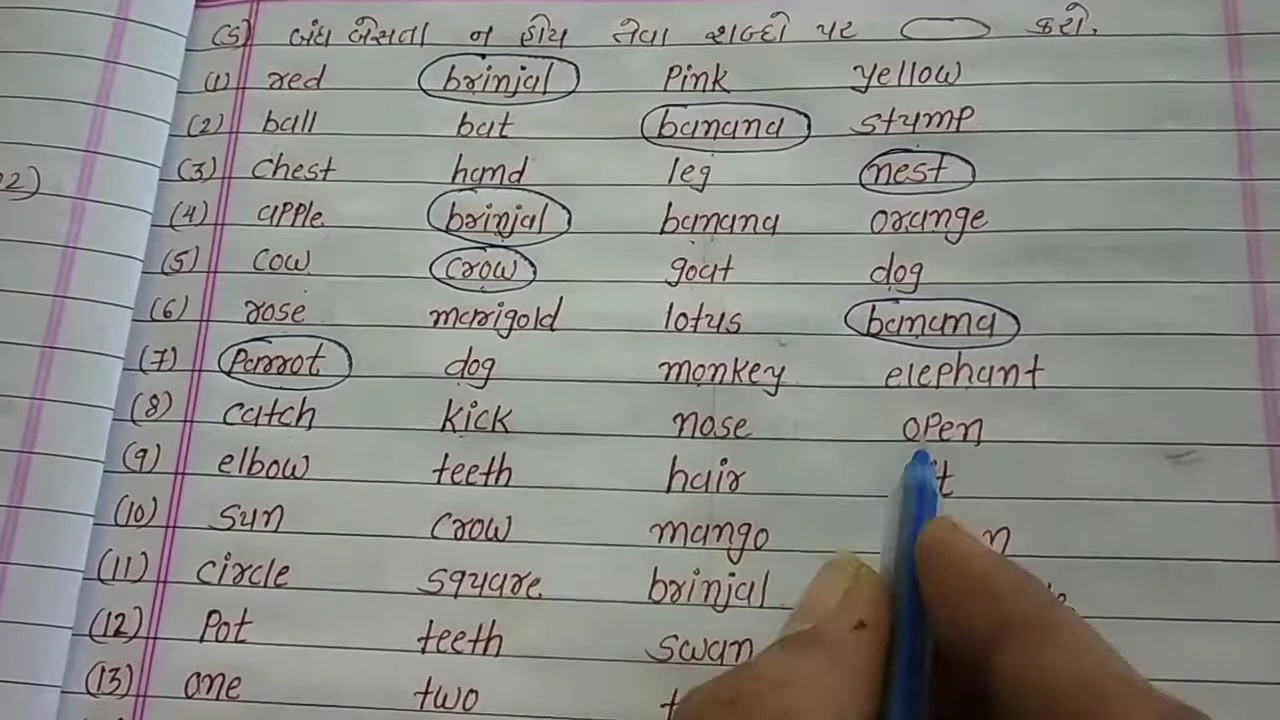 (5) બંધ બેસતા ન હોય તેવા શબ્દો પર ⬭ કરો.
(1) red brinjal Pink yellow
(2) ball bat banana stump
2) (3) chest hand leg nest
(4) apple brinjal banana orange
(5) cow crow goat dog
(6) rose marigold lotus banana
(7) Parrot dog monkey elephant
(8) catch kick nose open
(9) elbow teeth hair
(10) sun crow mango
(11) circle square brinjal
(12) Pot teeth swan
(13) one two